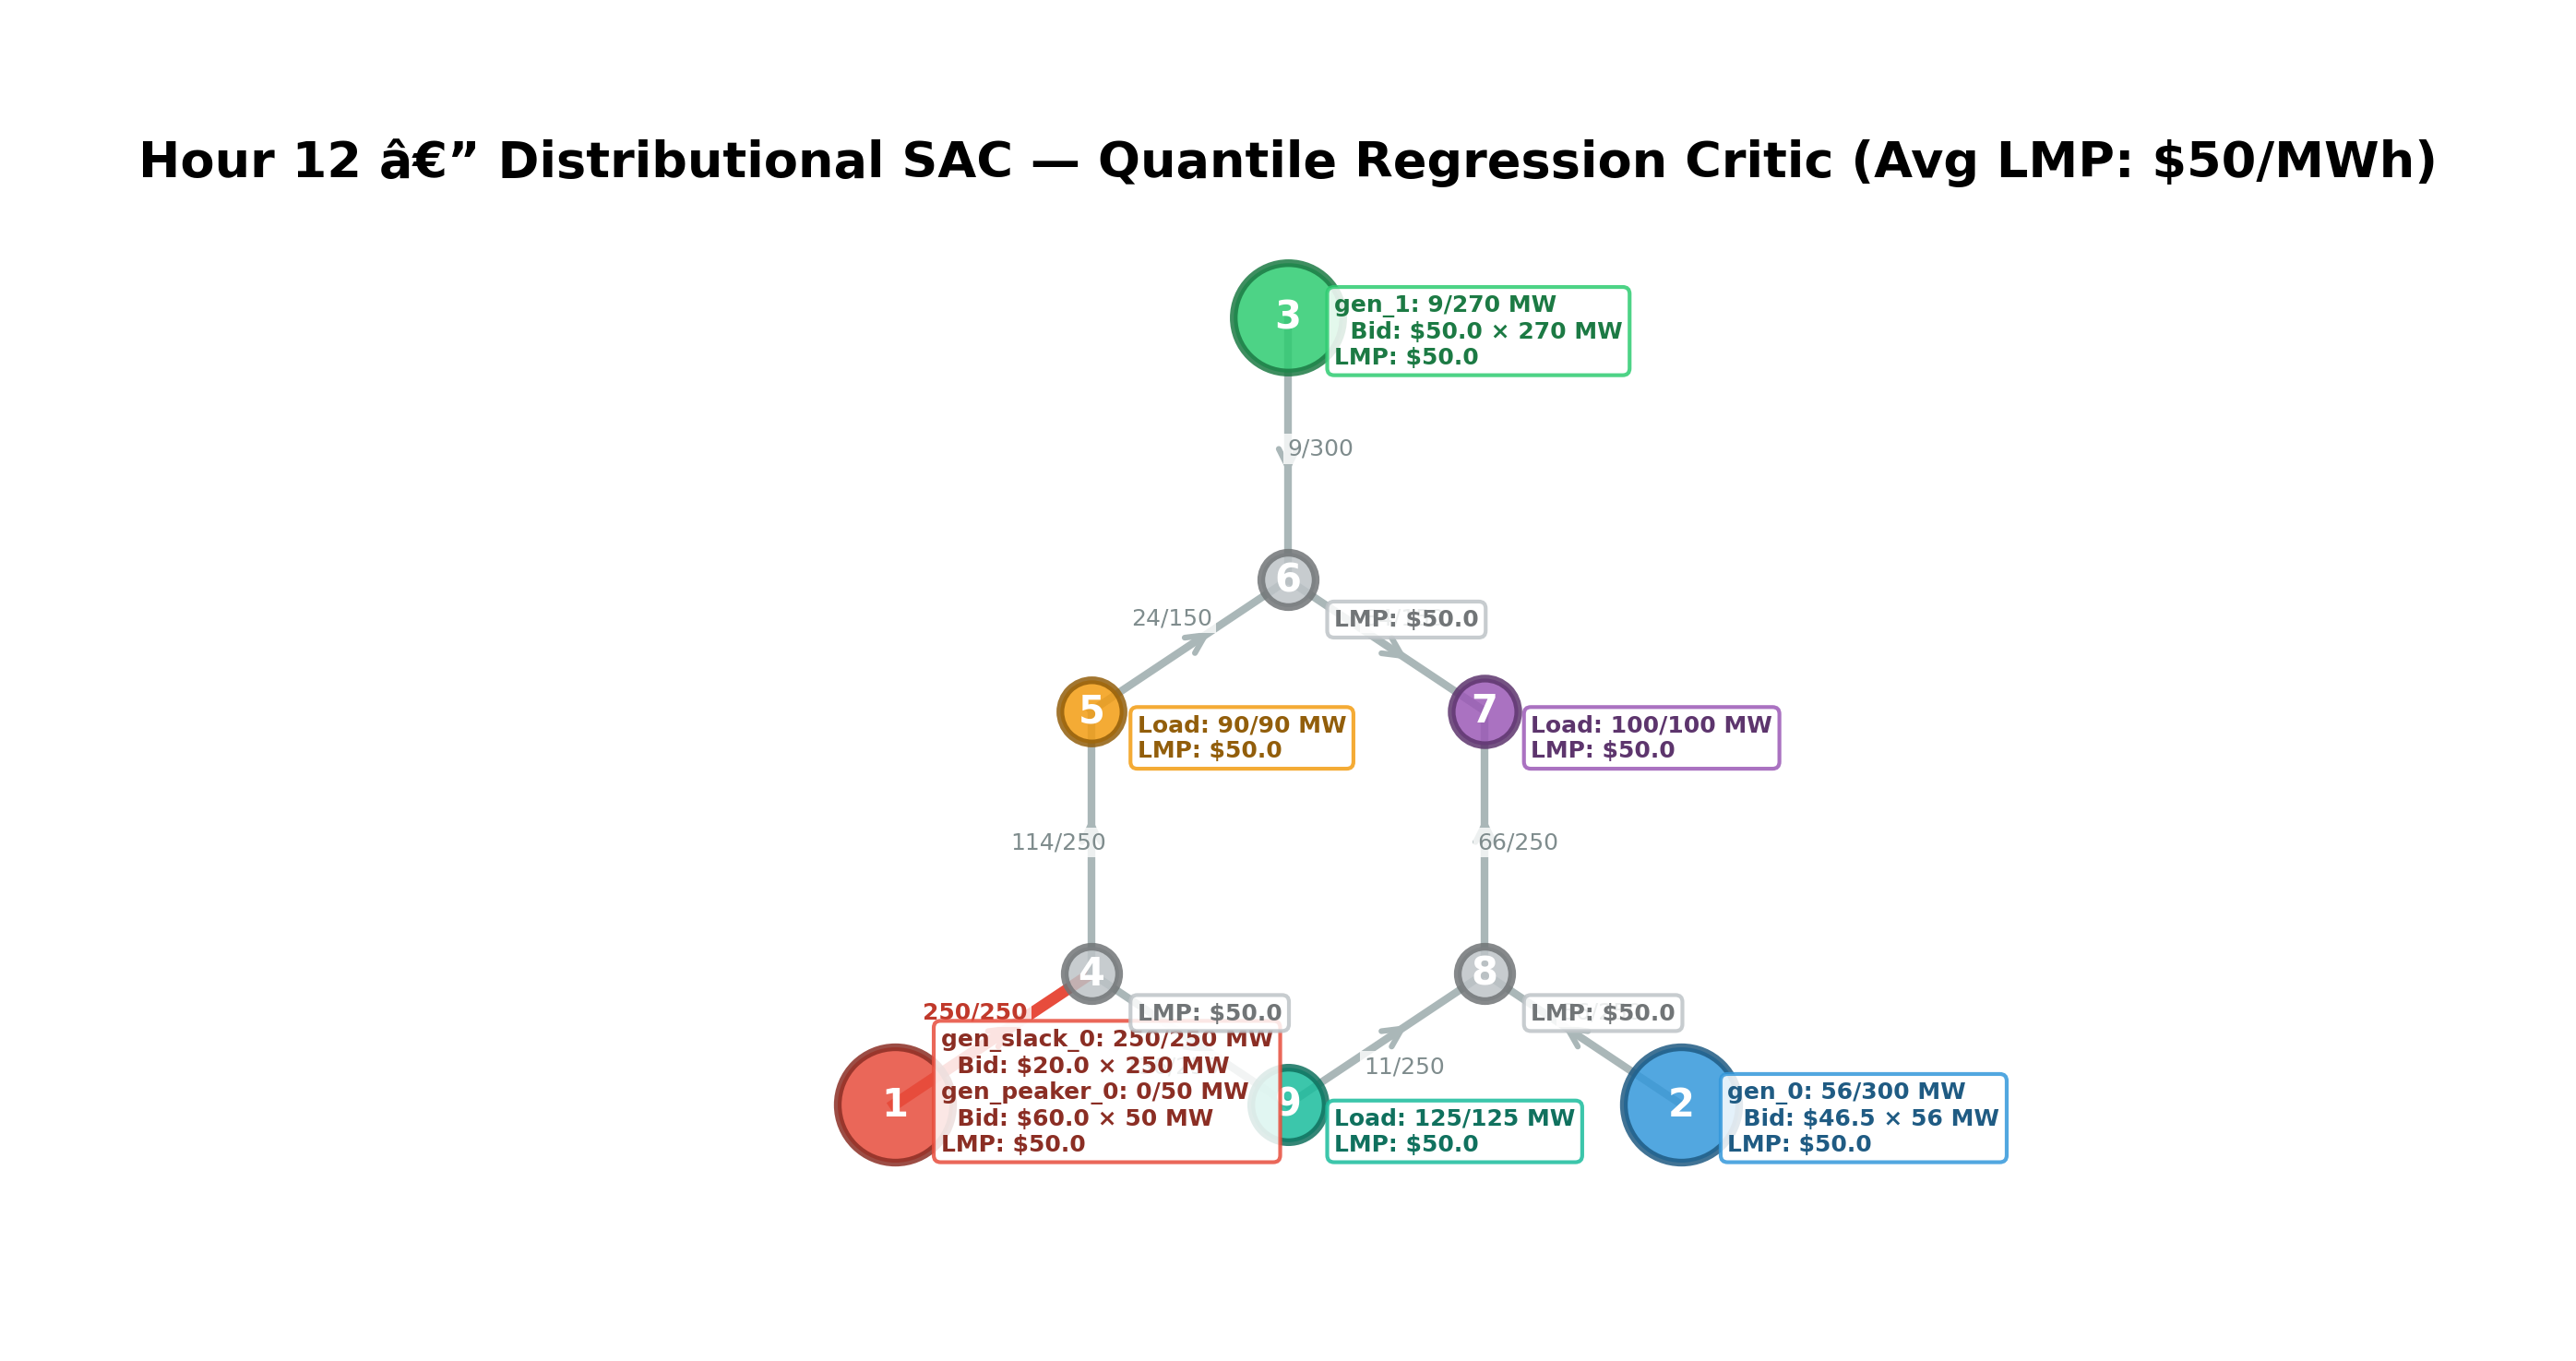 Hour 12 â€” Distributional SAC — Quantile Regression Critic (Avg LMP: $50/MWh)
3
gen_1: 9/270 MW
Bid: $50.0 × 270 MW
LMP: $50.0
9/300
6
24/150
LMP: $50.0
5
7
Load: 90/90 MW
LMP: $50.0
Load: 100/100 MW
LMP: $50.0
114/250
66/250
4
8
250/250
LMP: $50.0
LMP: $50.0
1
gen_slack_0: 250/250 MW
Bid: $20.0 × 250 MW
gen_peaker_0: 0/50 MW
Bid: $60.0 × 50 MW
LMP: $50.0
11/250
9
Load: 125/125 MW
LMP: $50.0
2
gen_0: 56/300 MW
Bid: $46.5 × 56 MW
LMP: $50.0